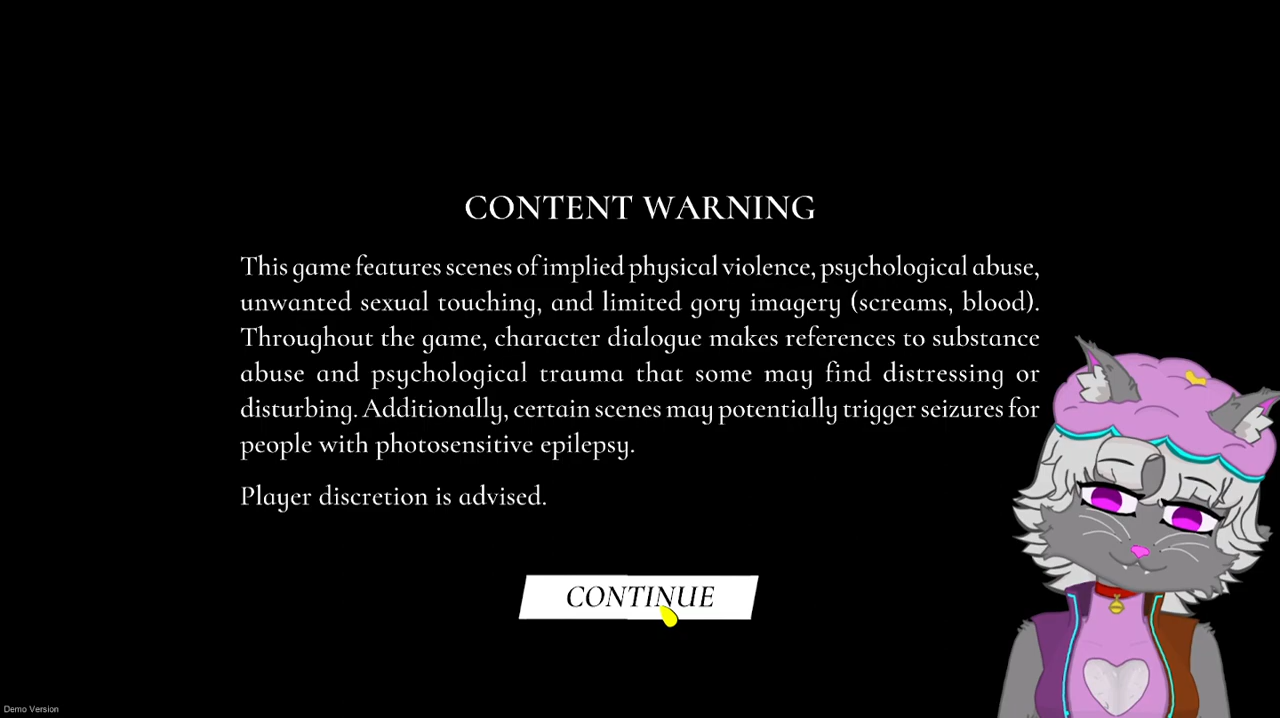 CONTENT WARNING
This game features scenes of implied physical violence, psychological abuse,
unwanted sexual touching, and limited gory imagery (screams, blood).
Throughout the game, character dialogue makes references to substance
abuse and psychological trauma that some may find distressing or
disturbing. Additionally, certain scenes may potentially trigger seizures for
people with photosensitive epilepsy.
Player discretion is advised.
CONTINUE
Demo Version